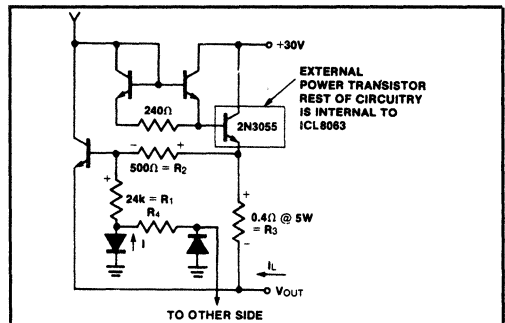 +30V
EXTERNAL
POWER TRANSISTOR
REST OF CIRCUITRY
IS INTERNAL TO
ICL8063
240Ω
2N3055
− +
500Ω = R2
+
24k = R1
R4
I
+
0.4Ω @ 5W
= R3
−
IL
VOUT
TO OTHER SIDE